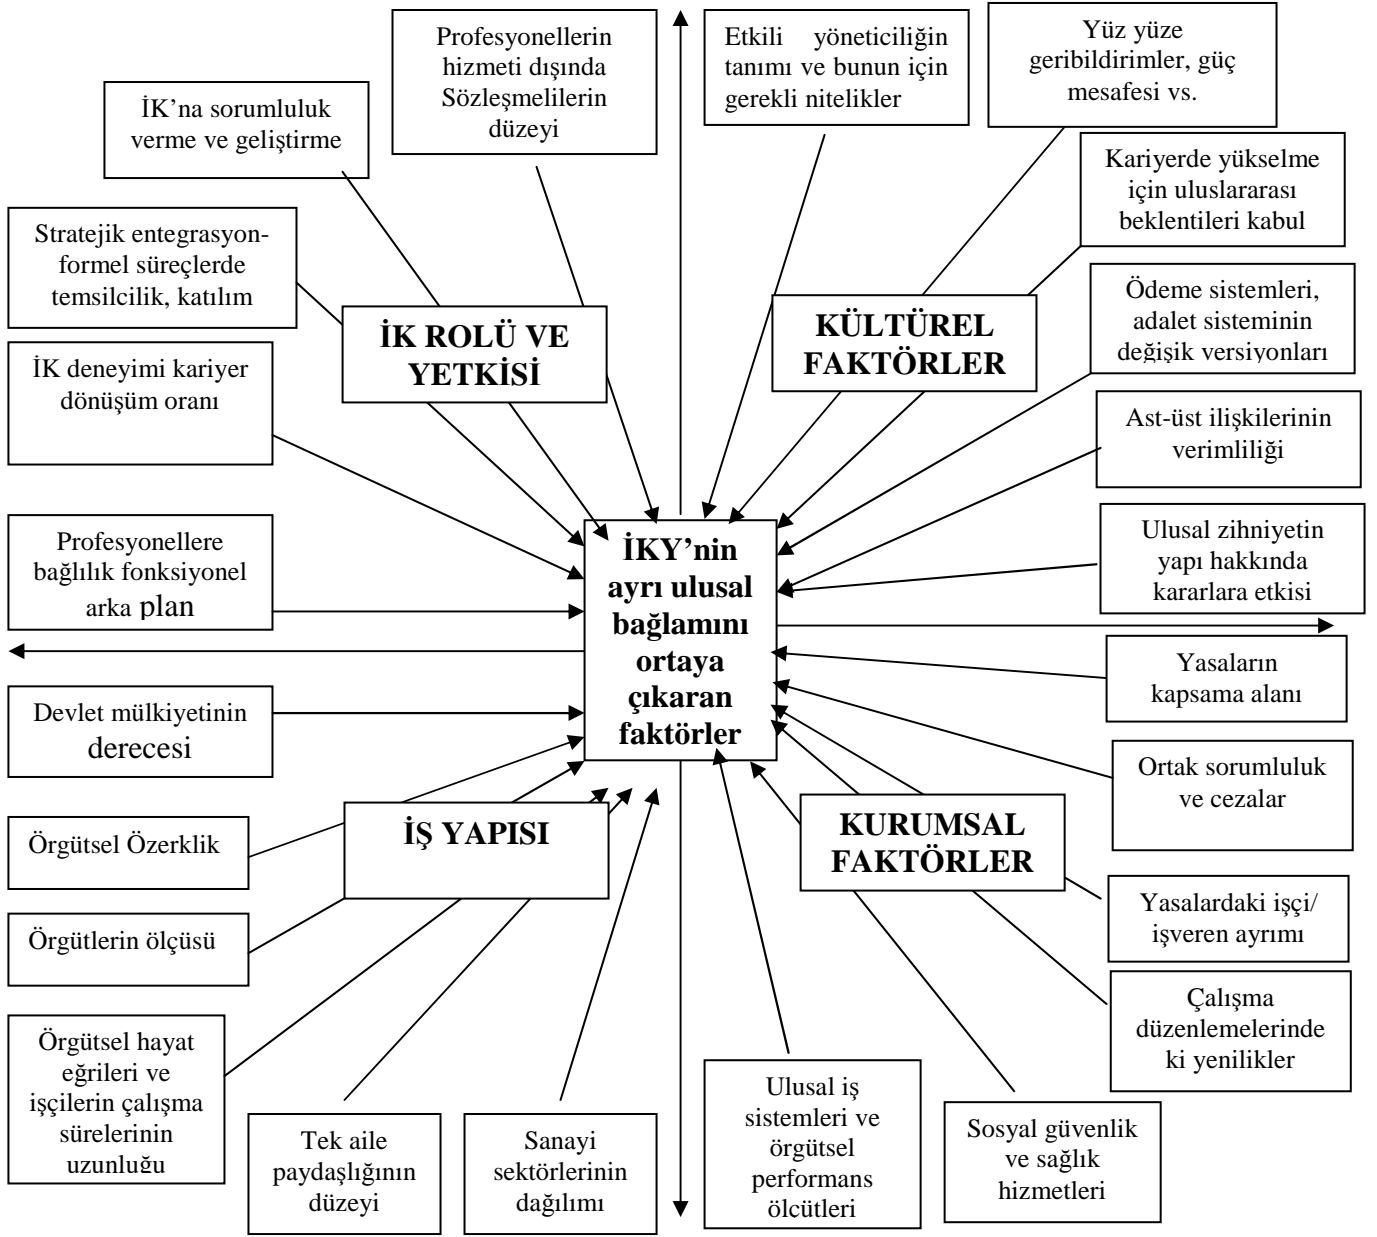 Profesyonellerin
hizmeti dışında
Sözleşmelilerin
düzeyi
Etkili yöneticiliğin
tanımı ve bunun için
gerekli nitelikler
Yüz yüze
geribildirimler, güç
mesafesi vs.
İK’na sorumluluk
verme ve geliştirme
Kariyerde yükselme
için uluslararası
beklentileri kabul
Stratejik entegrasyon-
formel süreçlerde
temsilcilik, katılım
İK ROLÜ VE
YETKİSİ
KÜLTÜREL
FAKTÖRLER
Ödeme sistemleri,
adalet sisteminin
değişik versiyonları
İK deneyimi kariyer
dönüşüm oranı
Ast-üst ilişkilerinin
verimliliği
Profesyonellere
bağlılık fonksiyonel
arka plan
İKY’nin
ayrı ulusal
bağlamını
ortaya
çıkaran
faktörler
Ulusal zihniyetin
yapı hakkında
kararlara etkisi
Yasaların
kapsama alanı
Devlet mülkiyetinin
derecesi
Ortak sorumluluk
ve cezalar
Örgütsel Özerklik
İŞ YAPISI
KURUMSAL
FAKTÖRLER
Yasalardaki işçi/
işveren ayrımı
Örgütlerin ölçüsü
Çalışma
düzenlemelerinde
ki yenilikler
Örgütsel hayat
eğrileri ve
işçilerin çalışma
sürelerinin
uzunluğu
Tek aile
paydaşlığının
düzeyi
Sanayi
sektörlerinin
dağılımı
Ulusal iş
sistemleri ve
örgütsel
performans
ölçütleri
Sosyal güvenlik
ve sağlık
hizmetleri